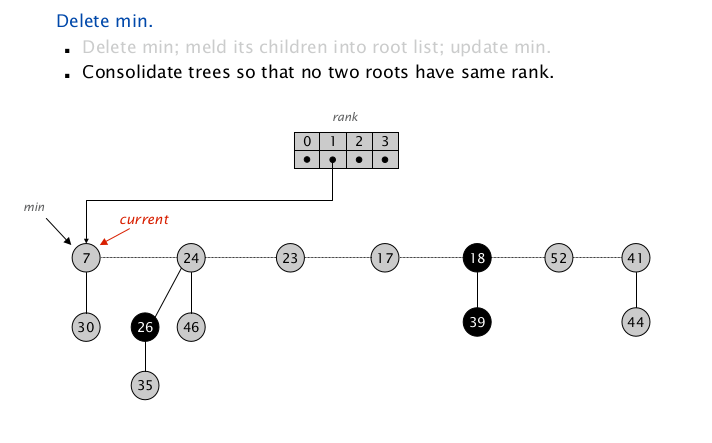 Delete min.
Delete min; meld its children into root list; update min.
Consolidate trees so that no two roots have same rank.
rank
0 1 2 3
min
current
7 24 23 17 18 52 41
30 26 46 39 44
35